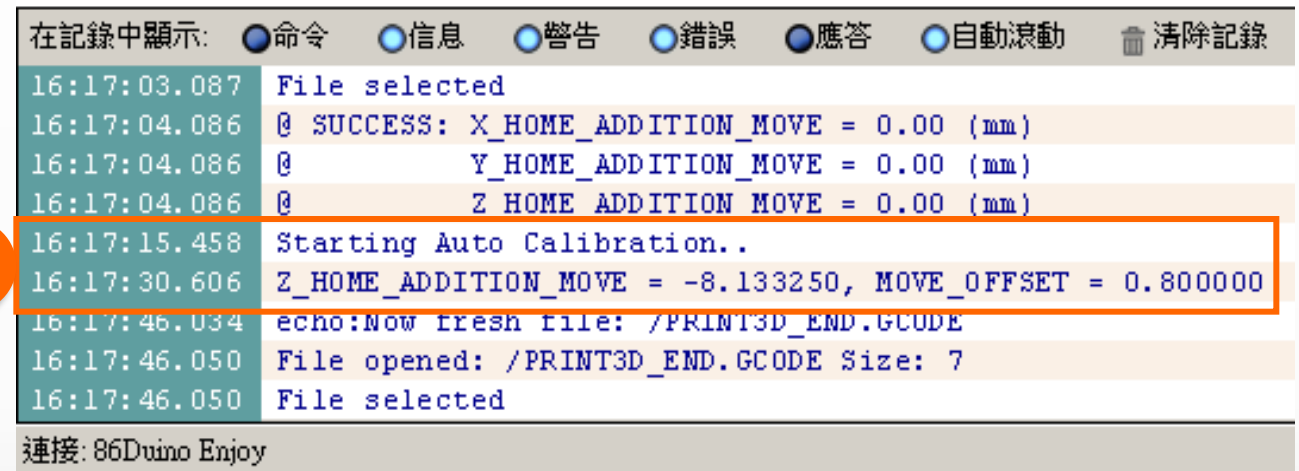 在記錄中顯示: 命令 信息 警告 錯誤 應答 自動滾動 清除記錄
16:17:03.087 File selected
16:17:04.086 @ SUCCESS: X_HOME_ADDITION_MOVE = 0.00 (mm)
16:17:04.086 @ Y_HOME_ADDITION_MOVE = 0.00 (mm)
16:17:04.086 @ Z_HOME_ADDITION_MOVE = 0.00 (mm)
16:17:15.458 Starting Auto Calibration..
16:17:30.606 Z_HOME_ADDITION_MOVE = -8.133250, MOVE_OFFSET = 0.800000
16:17:46.034 echo:Now fresh file: /PRINT3D_END.GCODE
16:17:46.050 File opened: /PRINT3D_END.GCODE Size: 7
16:17:46.050 File selected
連接: 86Duino Enjoy